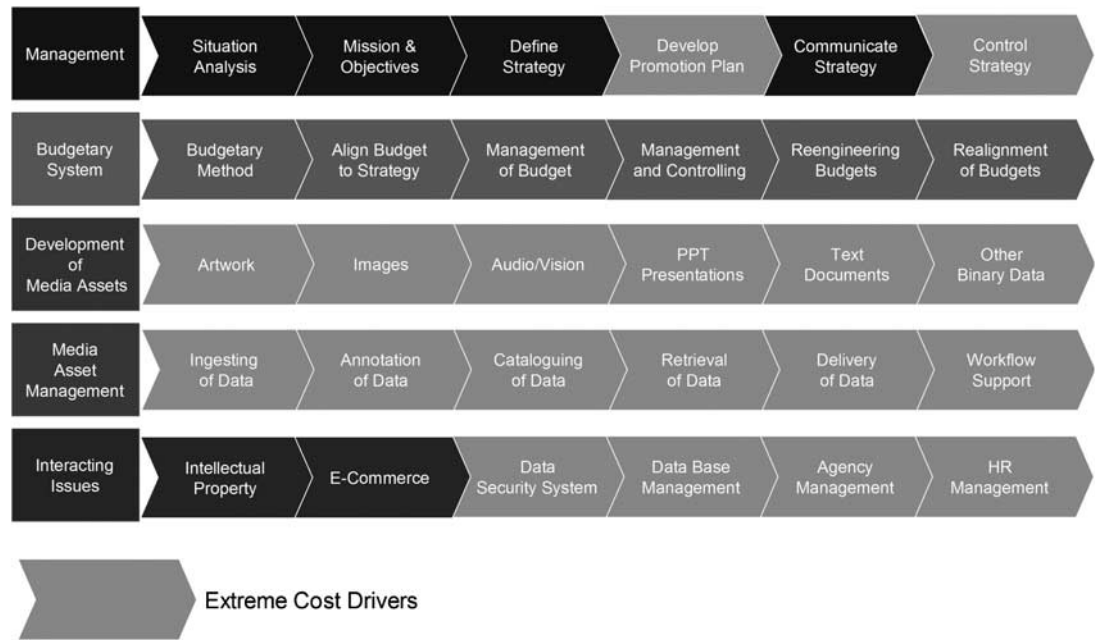 Management
Situation
Analysis
Mission &
Objectives
Define
Strategy
Develop
Promotion Plan
Communicate
Strategy
Control
Strategy
Budgetary
System
Budgetary
Method
Align Budget
to Strategy
Management
of Budget
Management
and Controlling
Reengineering
Budgets
Realignment
of Budgets
Development
of
Media Assets
Artwork
Images
Audio/Vision
PPT
Presentations
Text
Documents
Other
Binary Data
Media
Asset
Management
Ingesting
of Data
Annotation
of Data
Cataloguing
of Data
Retrieval
of Data
Delivery
of Data
Workflow
Support
Interacting
Issues
Intellectual
Property
E-Commerce
Data
Security System
Data Base
Management
Agency
Management
HR
Management
Extreme Cost Drivers